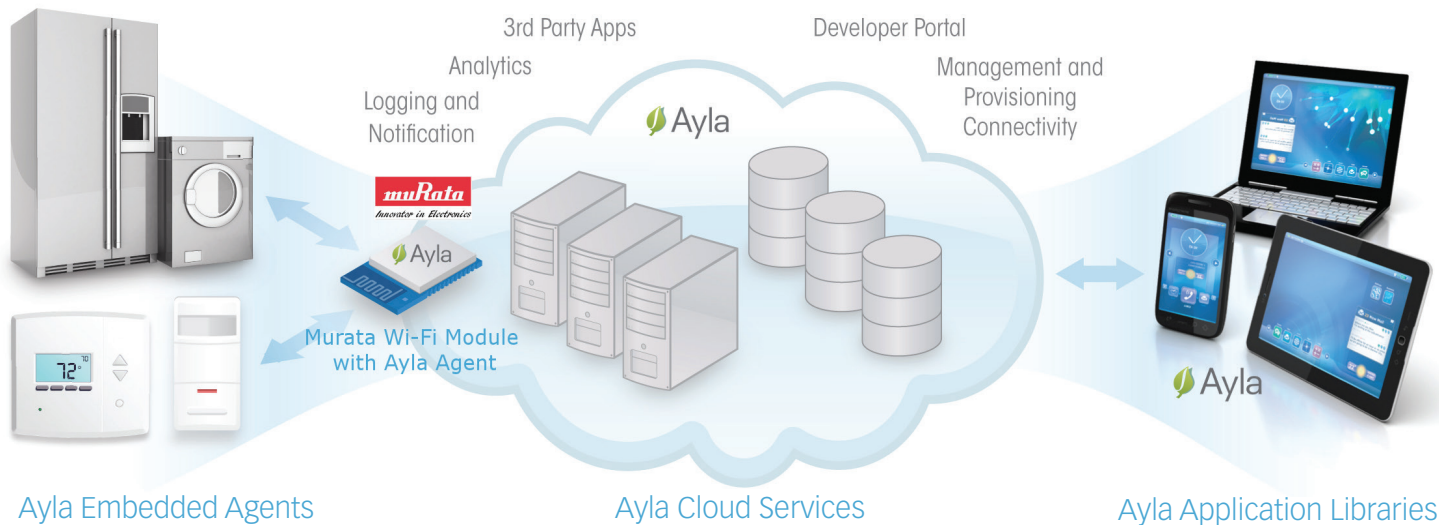 3rd Party Apps
Developer Portal
Analytics
Management and
Provisioning
Connectivity
Logging and
Notification
Ayla
muRata
Innovator in Electronics
Ayla
Murata Wi-Fi Module
with Ayla Agent
72°
70
Ayla
Ayla Embedded Agents
Ayla Cloud Services
Ayla Application Libraries